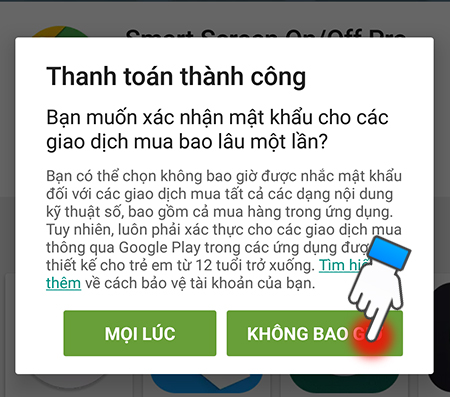 Smart Screen On/Off Pro
Thanh toán thành công
Bạn muốn xác nhận mật khẩu cho các
giao dịch mua bao lâu một lần?
Bạn có thể chọn không bao giờ được nhắc mật khẩu
đối với các giao dịch mua tất cả các dạng nội dung
kỹ thuật số, bao gồm cả mua hàng trong ứng dụng.
Tuy nhiên, luôn phải xác thực cho các giao dịch mua
thông qua Google Play trong các ứng dụng được
thiết kế cho trẻ em từ 12 tuổi trở xuống. Tìm hiểu
thêm về cách bảo vệ tài khoản của bạn.
MỌI LÚC
KHÔNG BAO GIỜ